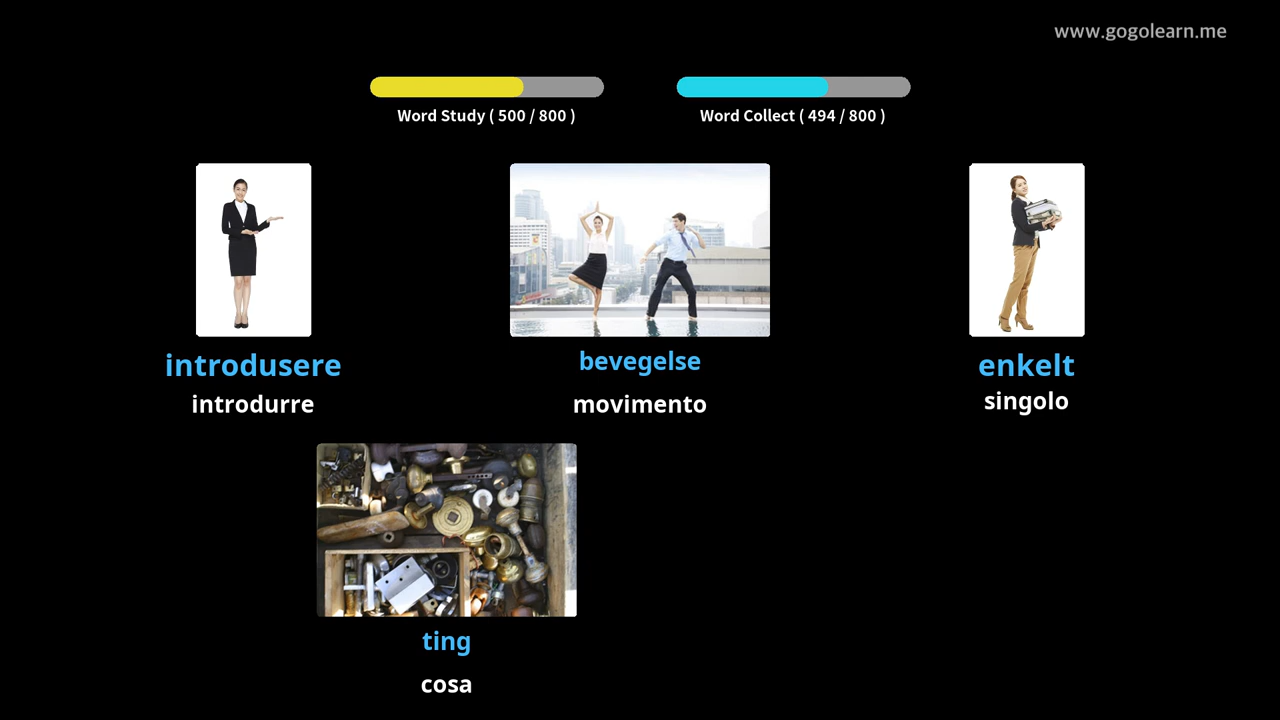 www.gogolearn.me
Word Study ( 500 / 800 )
Word Collect ( 494 / 800 )
introdusere
introdurre
bevegelse
movimento
enkelt
singolo
ting
cosa